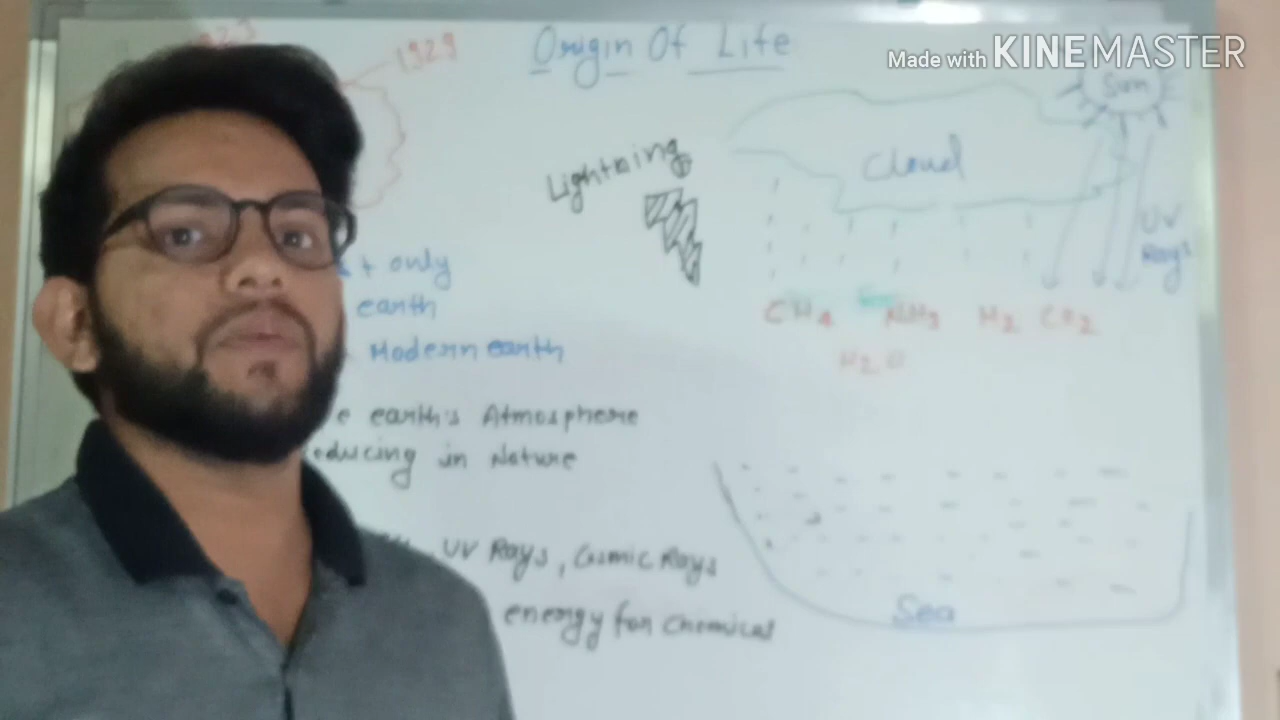 Origin Of Life
Made with KINEMASTER
1923
1929
Sun
Lightning
Cloud
UV
Rays
only
earth
Modern earth
CH4 NH3 H2 CO2
H2O
earth's Atmosphere
in Nature
UV Rays, Cosmic Rays
energy for chemical
Sea